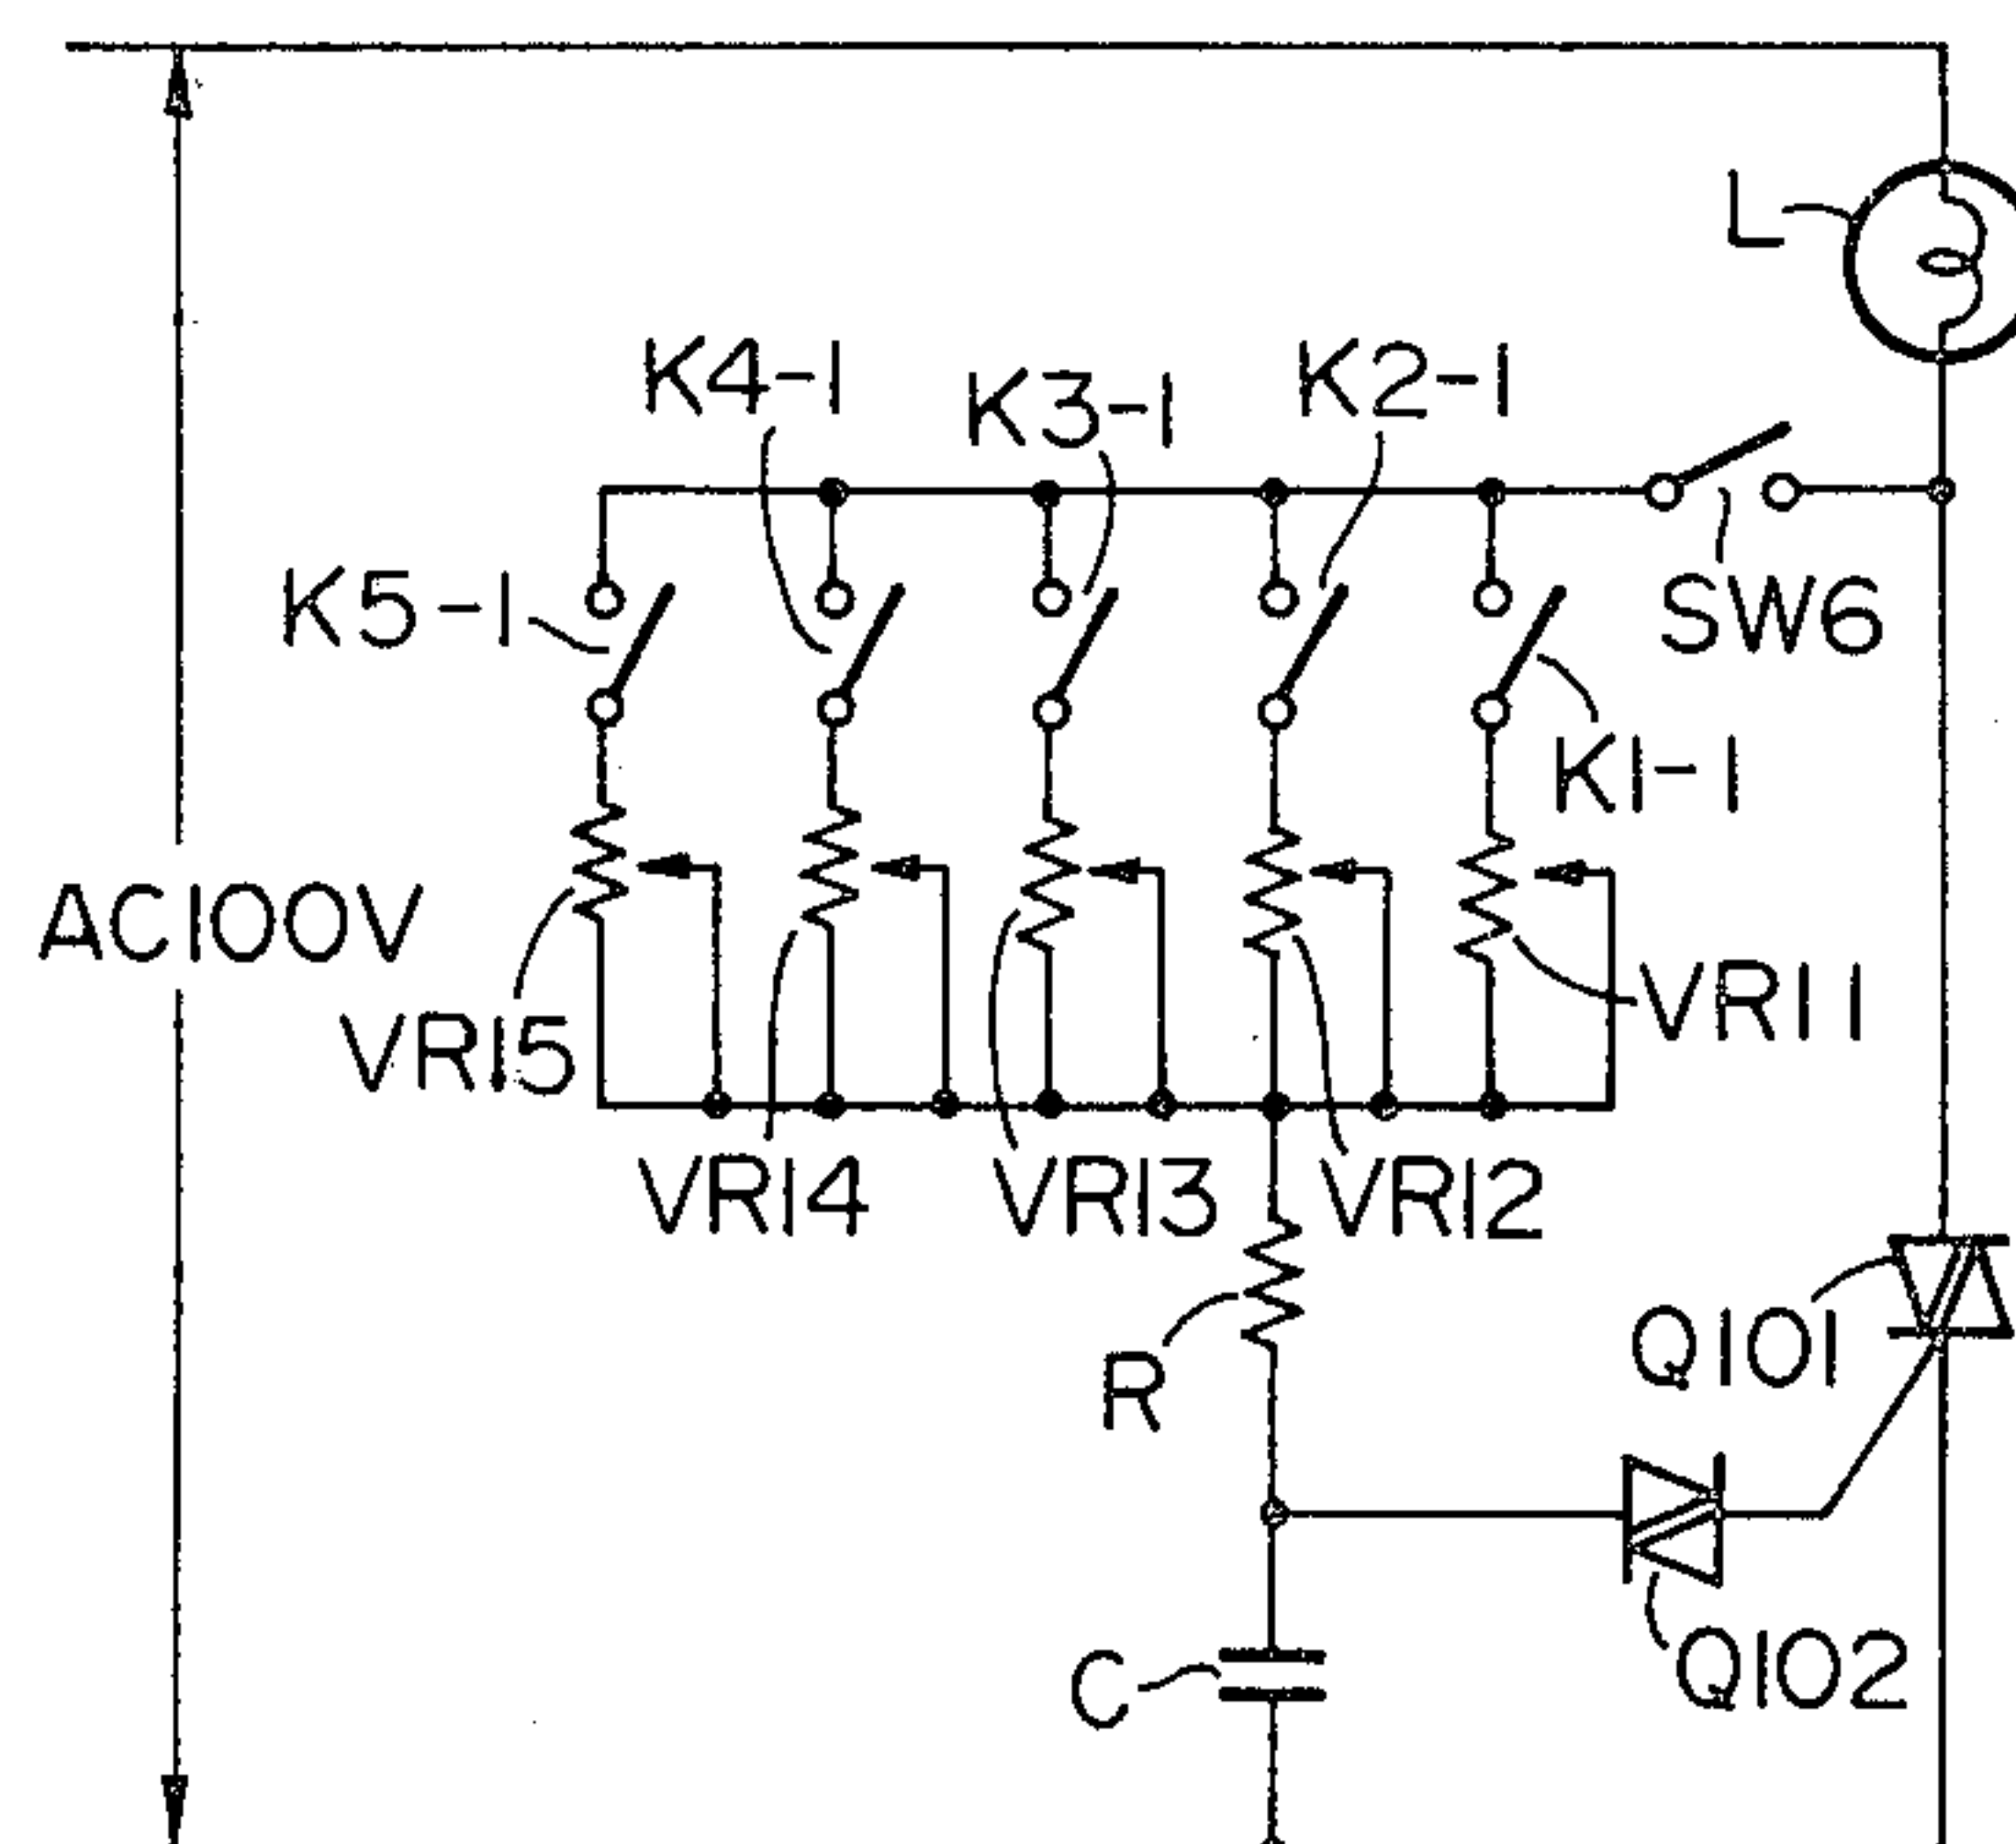 L
K4-1
K3-1
K2-1
K5-1
SW6
K1-1
AC100V
VR15
VR11
VR14
VR13
VR12
R
Q101
C
Q102